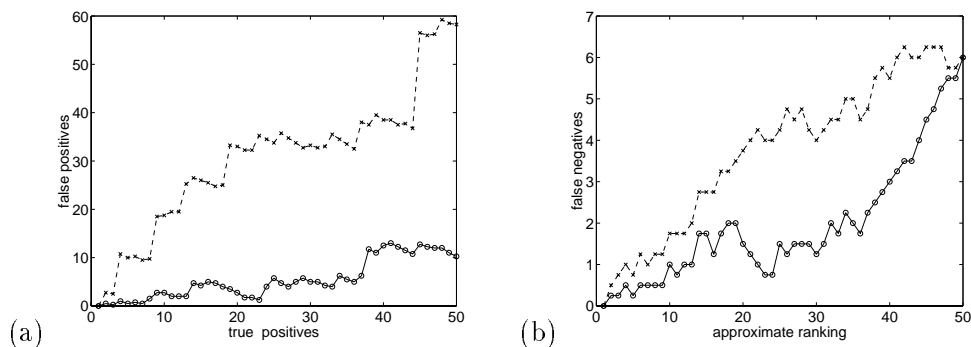 60
50
40
30
20
10
0
false positives
0 10 20 30 40 50
true positives
(a)
7
6
5
4
3
2
1
0
false negatives
0 10 20 30 40 50
approximate ranking
(b)